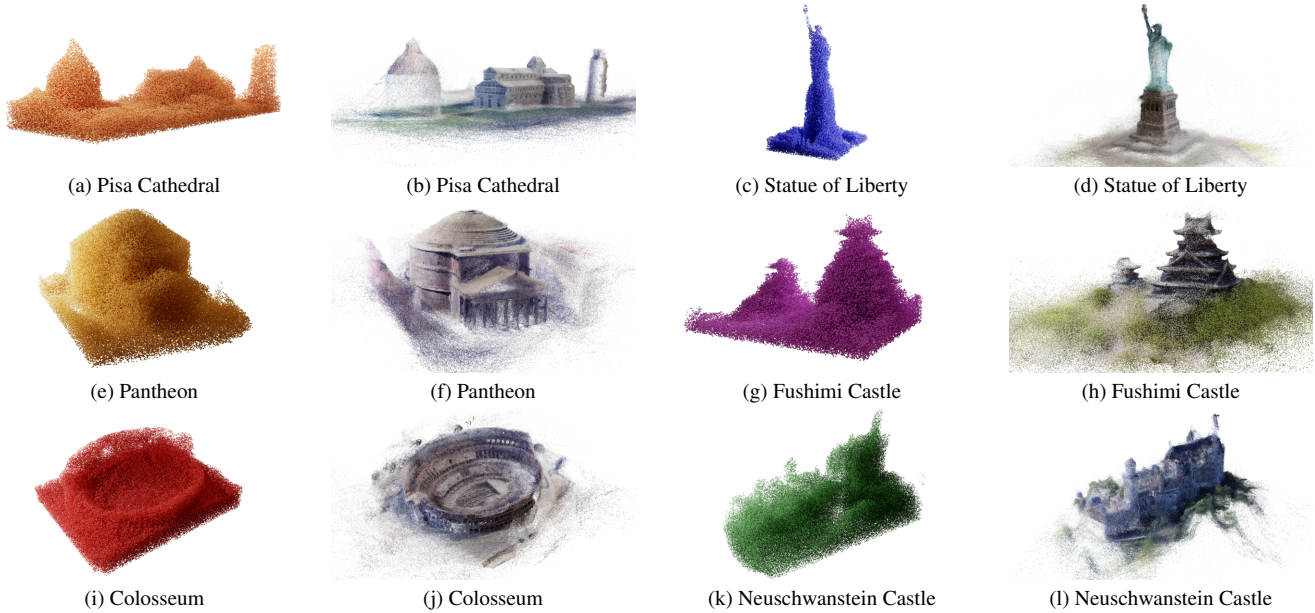 (a) Pisa Cathedral
(b) Pisa Cathedral
(c) Statue of Liberty
(d) Statue of Liberty
(e) Pantheon
(f) Pantheon
(g) Fushimi Castle
(h) Fushimi Castle
(i) Colosseum
(j) Colosseum
(k) Neuschwanstein Castle
(l) Neuschwanstein Castle